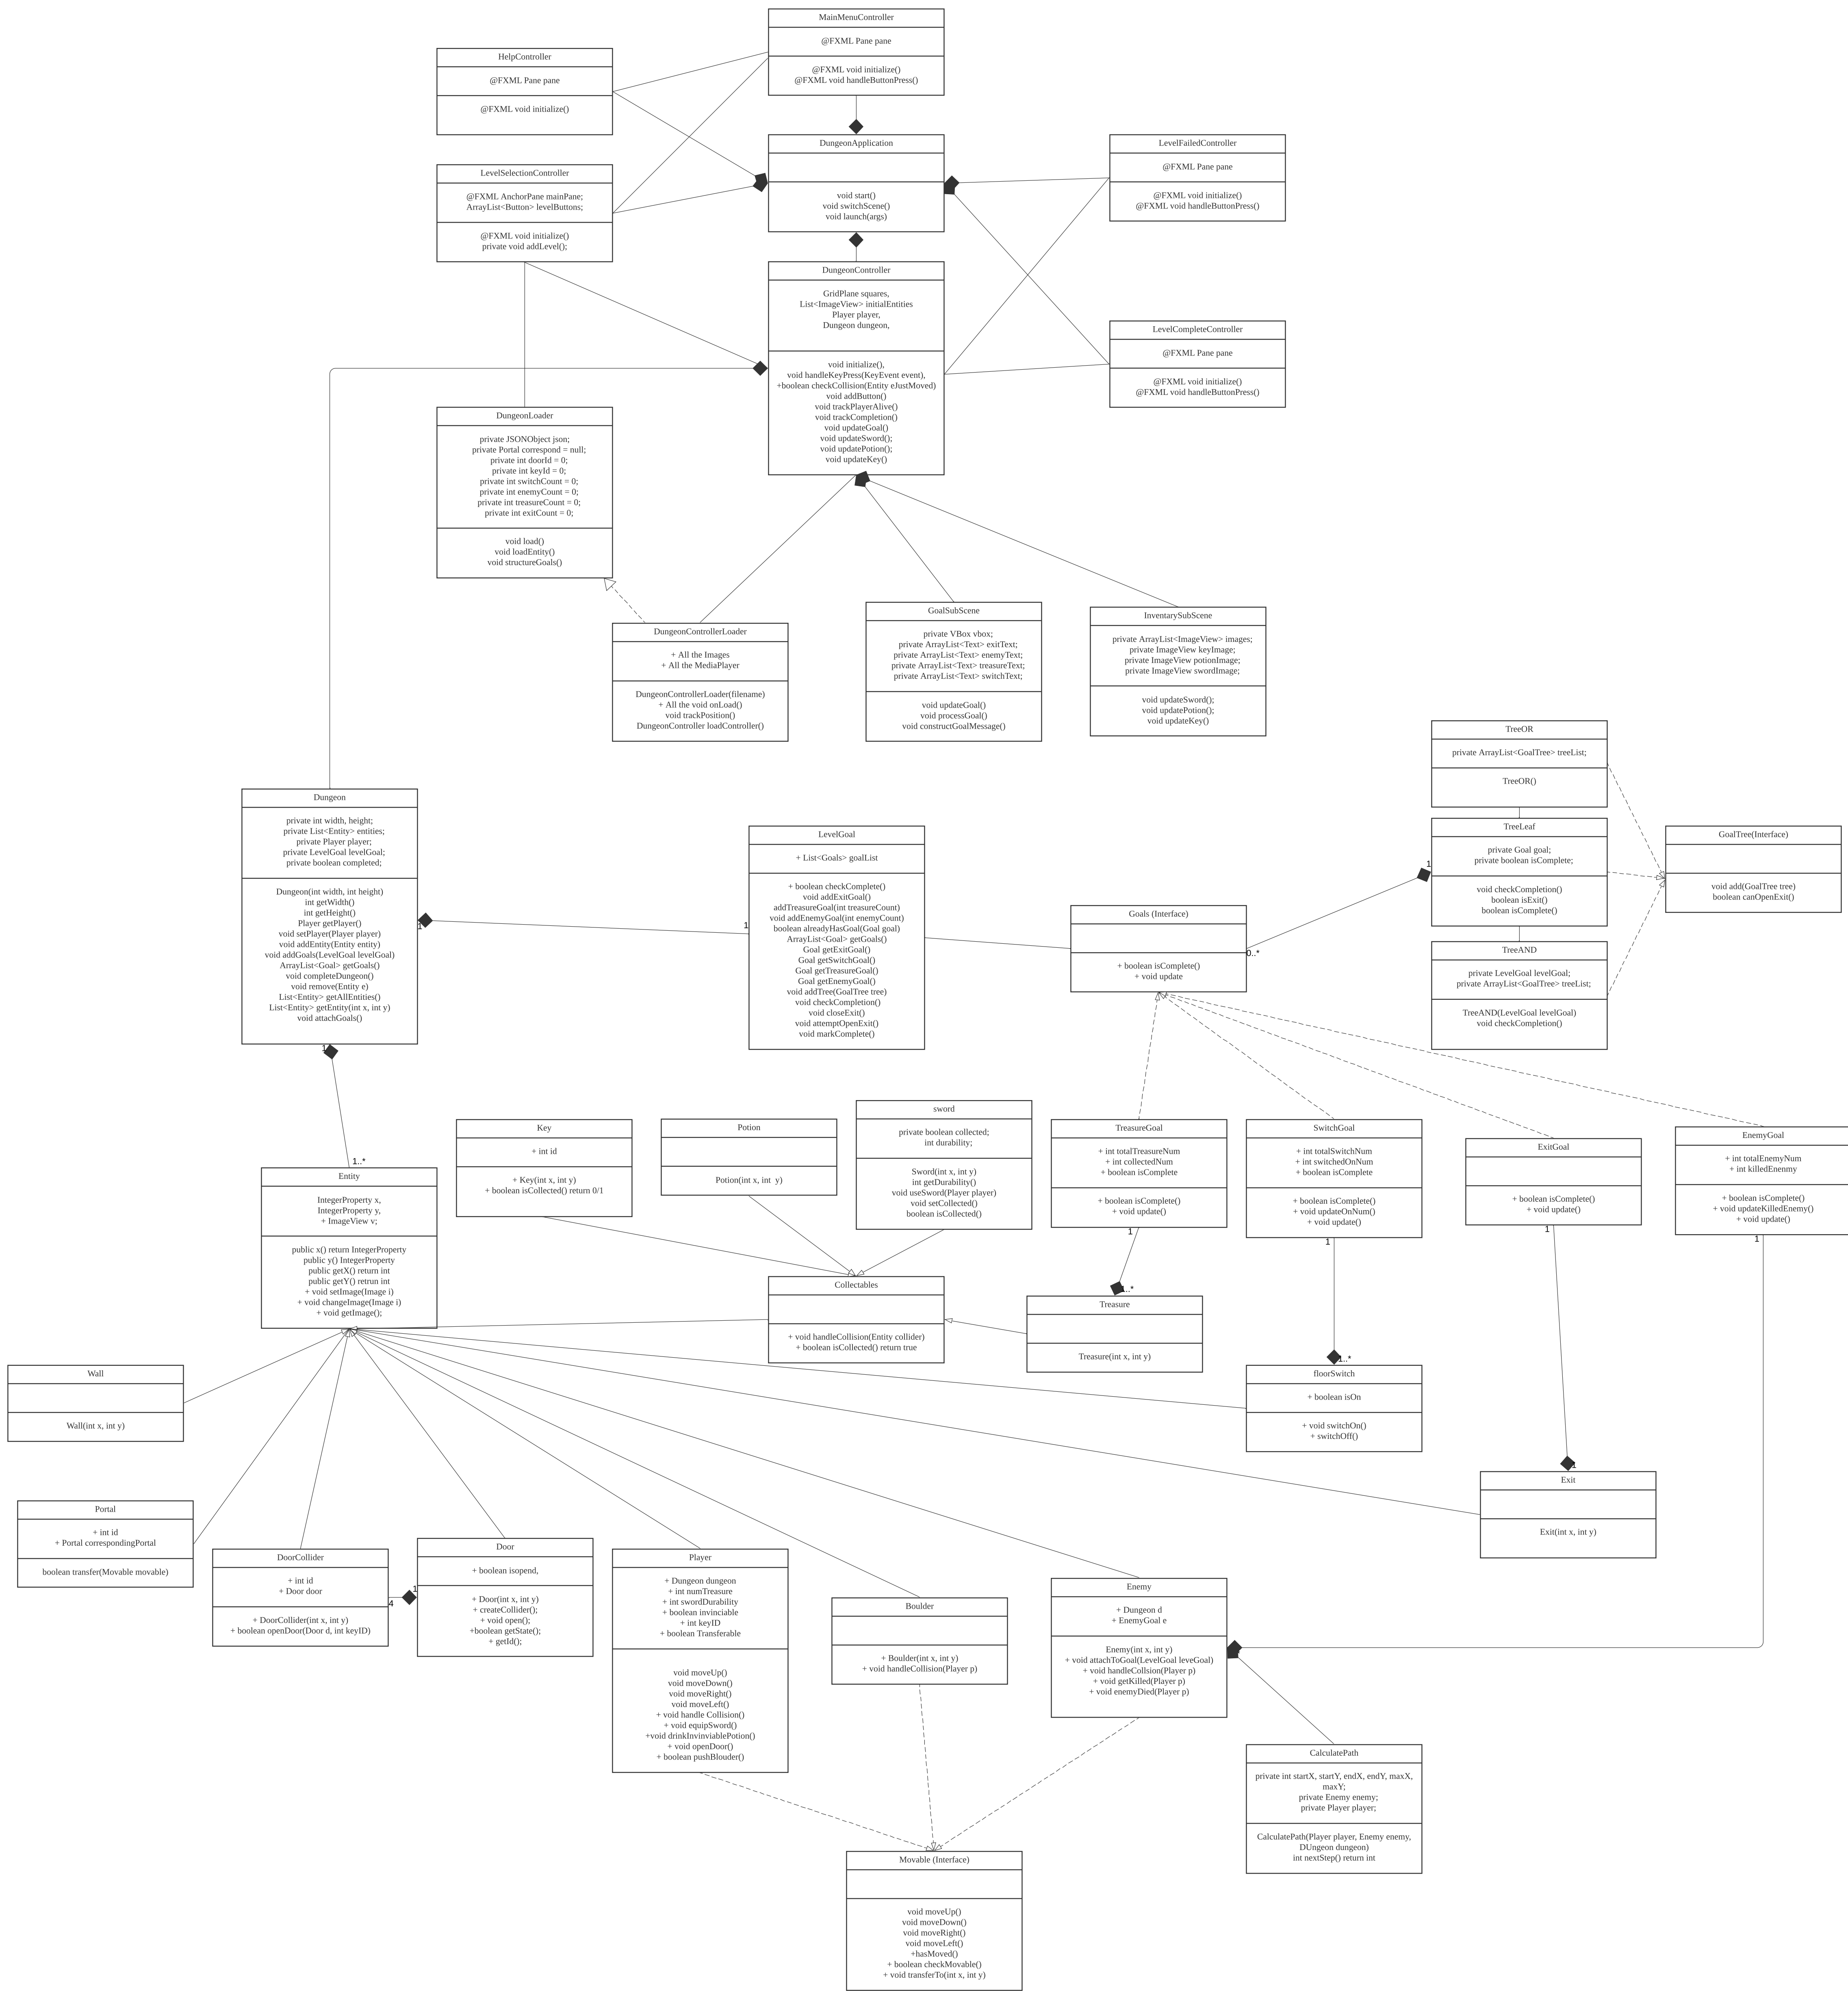 MainMenuController
@FXML Pane pane
@FXML void initialize()
@FXML void handleButtonPress()
HelpController
@FXML Pane pane
@FXML void initialize()
DungeonApplication
void start()
void switchScene()
void launch(args)
LevelFailedController
@FXML Pane pane
@FXML void initialize()
@FXML void handleButtonPress()
LevelSelectionController
@FXML AnchorPane mainPane;
ArrayList<Button> levelButtons;
@FXML void initialize()
private void addLevel();
DungeonController
GridPlane squares,
List<ImageView> initialEntities
Player player,
Dungeon dungeon,
void initialize(),
void handleKeyPress(KeyEvent event),
+boolean checkCollision(Entity eJustMoved)
void addButton()
void trackPlayerAlive()
void trackCompletion()
void updateGoal()
void updateSword();
void updatePotion();
void updateKey()
LevelCompleteController
@FXML Pane pane
@FXML void initialize()
@FXML void handleButtonPress()
DungeonLoader
private JSONObject json;
private Portal correspond = null;
private int doorId = 0;
private int keyId = 0;
private int switchCount = 0;
private int enemyCount = 0;
private int treasureCount = 0;
private int exitCount = 0;
void load()
void loadEntity()
void structureGoals()
DungeonControllerLoader
+ All the Images
+ All the MediaPlayer
DungeonControllerLoader(filename)
+ All the void onLoad()
void trackPosition()
DungeonController loadController()
GoalSubScene
private VBox vbox;
private ArrayList<Text> exitText;
private ArrayList<Text> enemyText;
private ArrayList<Text> treasureText;
private ArrayList<Text> switchText;
void updateGoal()
void processGoal()
void constructGoalMessage()
InventarySubScene
private ArrayList<ImageView> images;
private ImageView keyImage;
private ImageView potionImage;
private ImageView swordImage;
void updateSword();
void updatePotion();
void updateKey()
TreeOR
private ArrayList<GoalTree> treeList;
TreeOR()
Dungeon
private int width, height;
private List<Entity> entities;
private Player player;
private LevelGoal levelGoal;
private boolean completed;
Dungeon(int width, int height)
int getWidth()
int getHeight()
Player getPlayer()
void setPlayer(Player player)
void addEntity(Entity entity)
void addGoals(LevelGoal levelGoal)
ArrayList<Goal> getGoals()
void completeDungeon()
void remove(Entity e)
List<Entity> getAllEntities()
List<Entity> getEntity(int x, int y)
void attachGoals()
1
1
LevelGoal
+ List<Goals> goalList
+ boolean checkComplete()
void addExitGoal()
addTreasureGoal(int treasureCount)
void addEnemyGoal(int enemyCount)
boolean alreadyHasGoal(Goal goal)
ArrayList<Goal> getGoals()
Goal getExitGoal()
Goal getSwitchGoal()
Goal getTreasureGoal()
Goal getEnemyGoal()
void addTree(GoalTree tree)
void checkCompletion()
void closeExit()
void attemptOpenExit()
void markComplete()
1
Goals (Interface)
+ boolean isComplete()
+ void update
0..*
1
TreeLeaf
private Goal goal;
private boolean isComplete;
void checkCompletion()
boolean isExit()
boolean isComplete()
GoalTree(Interface)
void add(GoalTree tree)
boolean canOpenExit()
TreeAND
private LevelGoal levelGoal;
private ArrayList<GoalTree> treeList;
TreeAND(LevelGoal levelGoal)
void checkCompletion()
1..*
Entity
IntegerProperty x,
IntegerProperty y,
+ ImageView v;
public x() return IntegerProperty
public y() IntegerProperty
public getX() return int
public getY() retrun int
+ void setImage(Image i)
+ void changeImage(Image i)
+ void getImage();
Key
+ int id
+ Key(int x, int y)
+ boolean isCollected() return 0/1
Potion
Potion(int x, int  y)
sword
private boolean collected;
int durability;
Sword(int x, int y)
int getDurability()
void useSword(Player player)
void setCollected()
boolean isCollected()
TreasureGoal
+ int totalTreasureNum
+ int collectedNum
+ boolean isComplete
+ boolean isComplete()
+ void update()
1
SwitchGoal
+ int totalSwitchNum
+ int switchedOnNum
+ boolean isComplete
+ boolean isComplete()
+ void updateOnNum()
+ void update()
1
ExitGoal
+ boolean isComplete()
+ void update()
1
EnemyGoal
+ int totalEnemyNum
+ int killedEnenmy
+ boolean isComplete()
+ void updateKilledEnemy()
+ void update()
1
Collectables
+ void handleCollision(Entity collider)
+ boolean isCollected() return true
1..*
Treasure
Treasure(int x, int y)
1..*
floorSwitch
+ boolean isOn
+ void switchOn()
+ switchOff()
Wall
Wall(int x, int y)
1
Exit
Exit(int x, int y)
Portal
+ int id
+ Portal correspondingPortal
boolean transfer(Movable movable)
DoorCollider
+ int id
+ Door door
+ DoorCollider(int x, int y)
+ boolean openDoor(Door d, int keyID)
4
1
Door
+ boolean isopend,
+ Door(int x, int y)
+ createCollider();
+ void open();
+boolean getState();
+ getId();
Player
+ Dungeon dungeon
+ int numTreasure
+ int swordDurability
+ boolean invinciable
+ int keyID
+ boolean Transferable
void moveUp()
void moveDown()
void moveRight()
void moveLeft()
+ void handle Collision()
+ void equipSword()
+void drinkInvinviablePotion()
+ void openDoor()
+ boolean pushBlouder()
Boulder
+ Boulder(int x, int y)
+ void handleCollision(Player p)
Enemy
+ Dungeon d
+ EnemyGoal e
Enemy(int x, int y)
+ void attachToGoal(LevelGoal leveGoal)
+ void handleCollsion(Player p)
+ void getKilled(Player p)
+ void enemyDied(Player p)
CalculatePath
private int startX, startY, endX, endY, maxX,
maxY;
private Enemy enemy;
private Player player;
CalculatePath(Player player, Enemy enemy,
DUngeon dungeon)
int nextStep() return int
Movable (Interface)
void moveUp()
void moveDown()
void moveRight()
void moveLeft()
+hasMoved()
+ boolean checkMovable()
+ void transferTo(int x, int y)